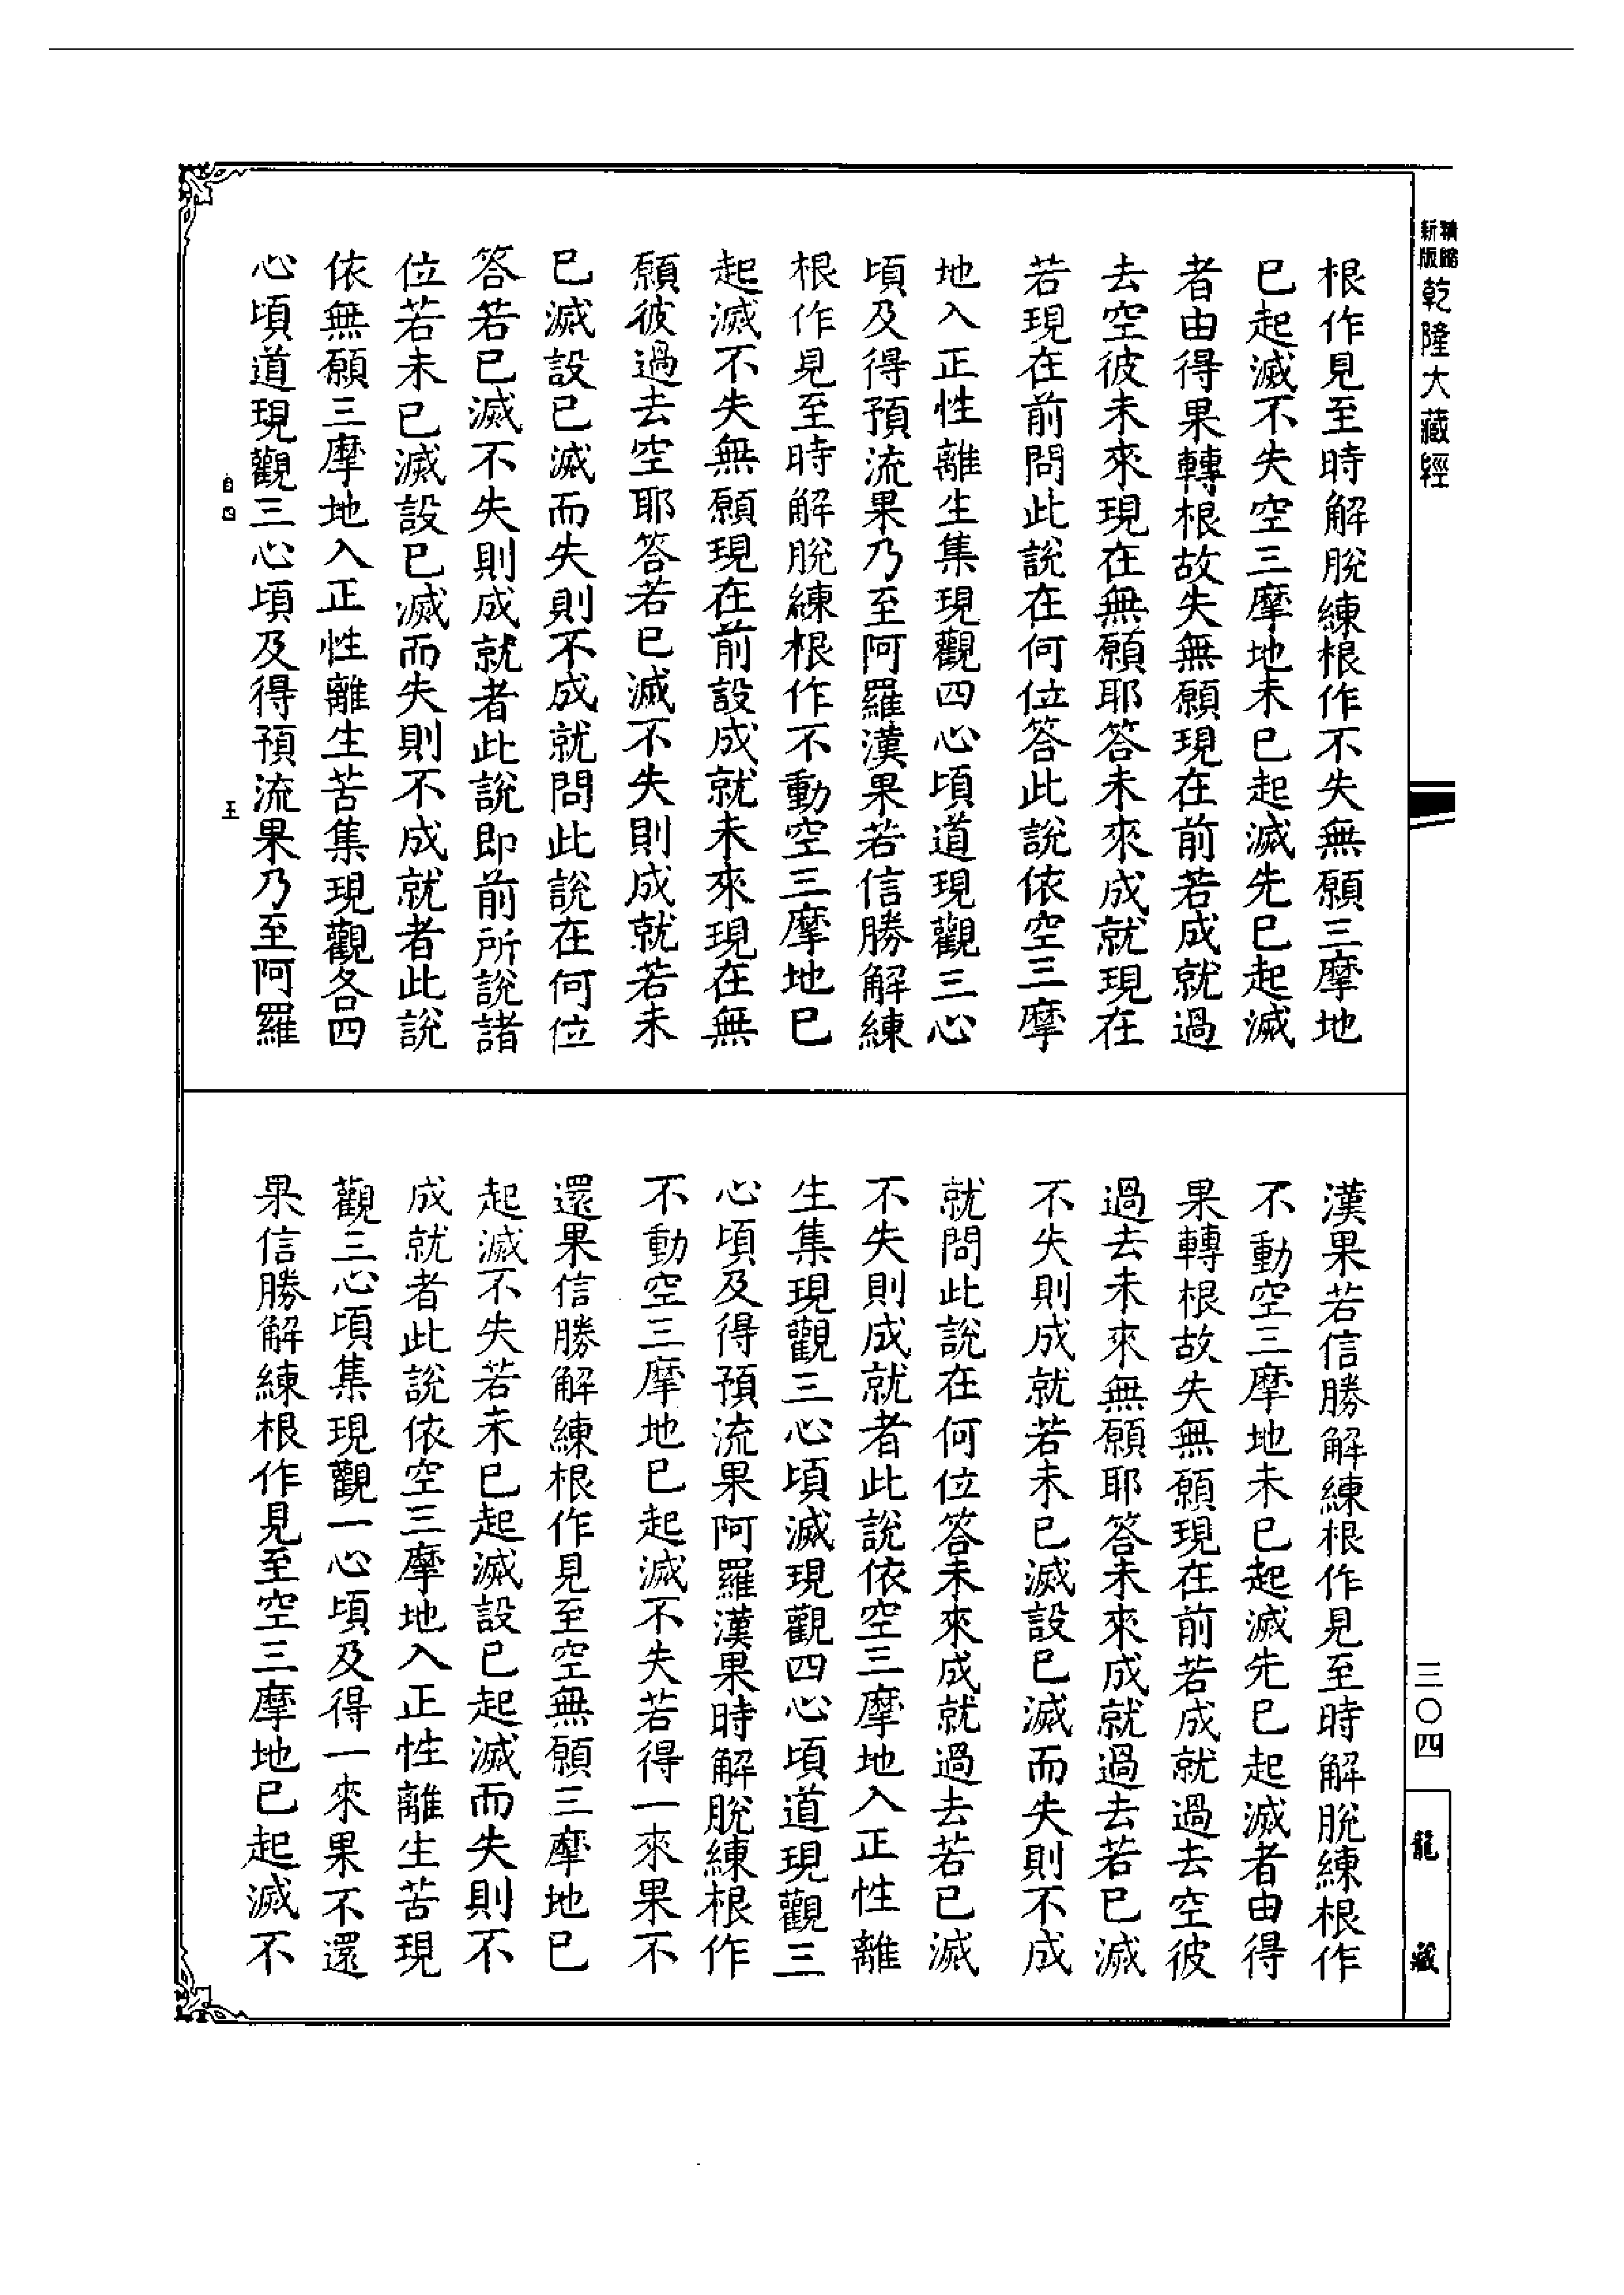 新版 精縮 乾隆大藏經
根作見至時解脫練根作不失無願三摩地
已起滅不失空三摩地未已起滅先已起滅
者由得果轉根故失無願現在前若成就過
去空彼未來現在無願耶答未來成就現在
若現在前問此說在何位答此說依空三摩
地入正性離生集現觀四心頃道現觀三心
頃及得預流果乃至阿羅漢果若信勝解練
根作見至時解脫練根作不動空三摩地已
起滅不失無願現在前設成就未來現在無
願彼過去空耶答若已滅不失則成就若未
已滅設已滅而失則不成就問此說在何位
答若已滅不失則成就者此說即前所說諸
位若未已滅設已滅而失則不成就者此說
依無願三摩地入正性離生苦集現觀各四
心頃道現觀三心頃及得預流果乃至阿羅
漢果若信勝解練根作見至時解脫練根作
不動空三摩地未已起滅先已起滅者由得
果轉根故失無願現在前若成就過去空彼
過去未來無願耶答未來成就過去若已滅
不失則成就若未已滅設已滅而失則不成
就問此說在何位答未來成就過去若已滅
不失則成就者此說依空三摩地入正性離
生集現觀三心頃滅現觀四心頃道現觀三
心頃及得預流果阿羅漢果時解脫練根作
不動空三摩地已起滅不失若得一來果不
還果信勝解練根作見至空無願三摩地已
起滅不失若未已起滅設已起滅而失則不
成就者此說依空三摩地入正性離生苦現
觀三心頃集現觀一心頃及得一來果不還
果信勝解練根作見至空三摩地已起滅不
三〇四
龍藏